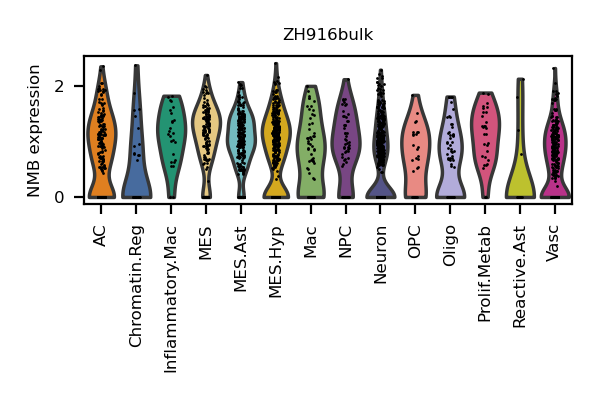 ZH916bulk
NMB expression
2
0
AC
Chromatin.Reg
Inflammatory.Mac
MES
MES.Ast
MES.Hyp
Mac
NPC
Neuron
OPC
Oligo
Prolif.Metab
Reactive.Ast
Vasc